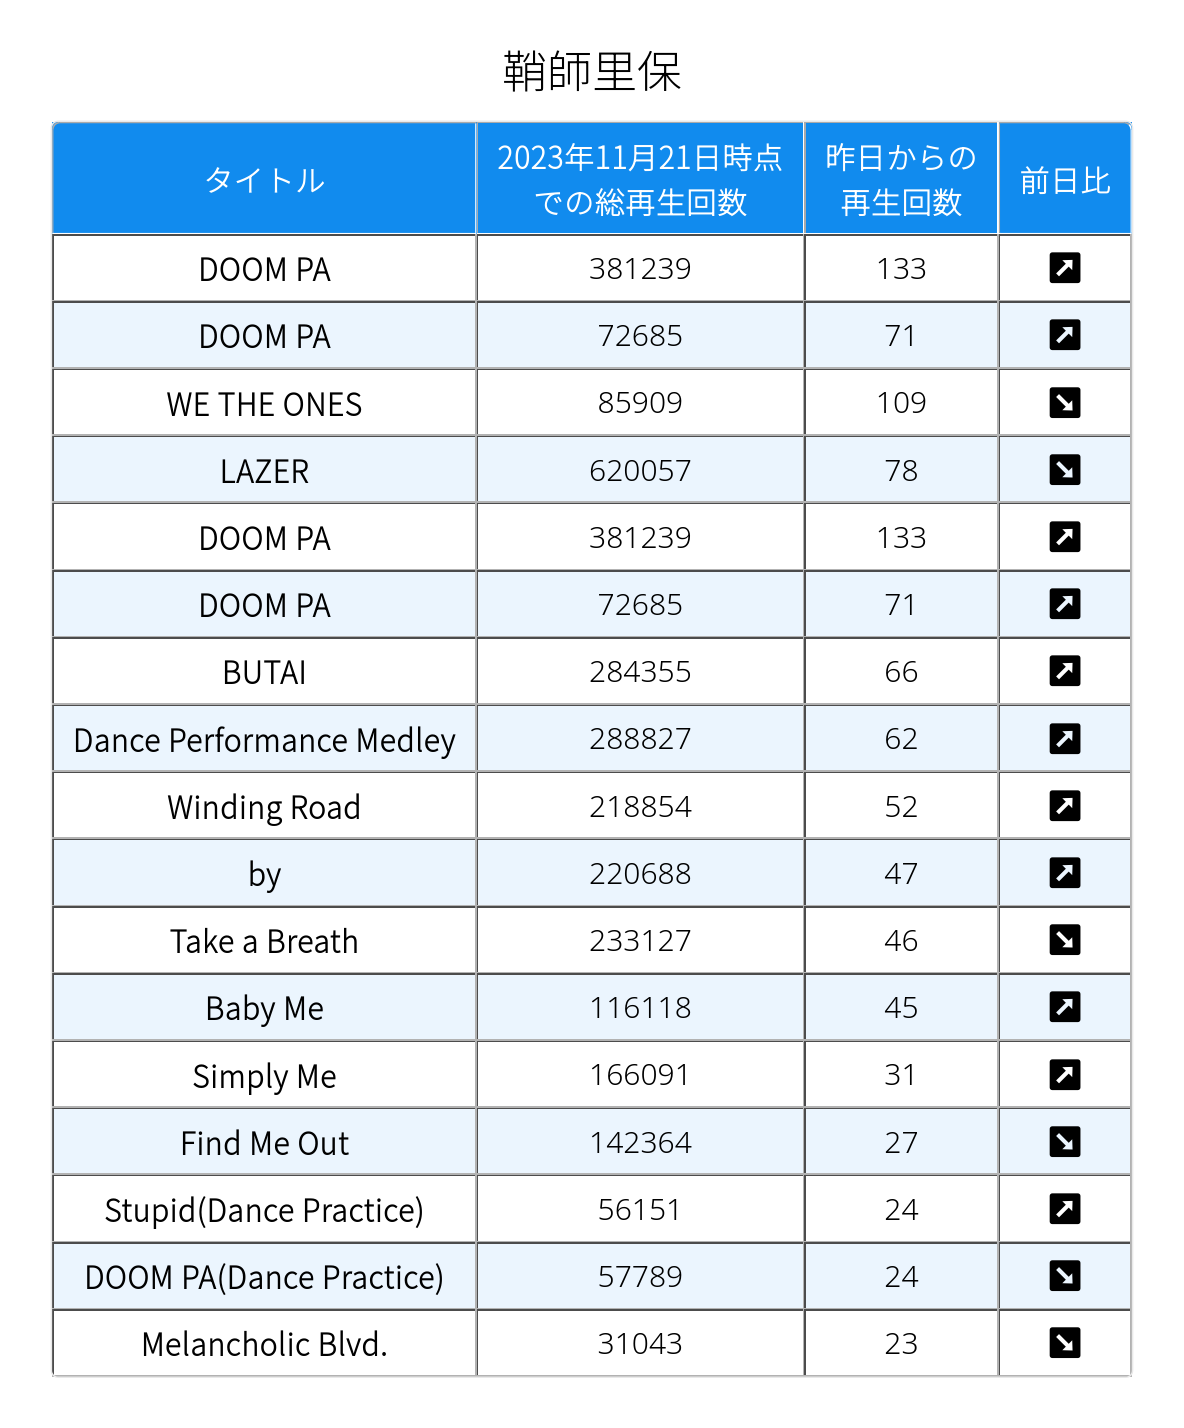 鞘師里保
タイトル
2023年11月21日時点
での総再生回数
昨日からの
再生回数
前日比
DOOM PA 381239 133 ↗
DOOM PA 72685 71 ↗
WE THE ONES 85909 109 ↘
LAZER 620057 78 ↘
DOOM PA 381239 133 ↗
DOOM PA 72685 71 ↗
BUTAI 284355 66 ↗
Dance Performance Medley 288827 62 ↗
Winding Road 218854 52 ↗
by 220688 47 ↗
Take a Breath 233127 46 ↘
Baby Me 116118 45 ↗
Simply Me 166091 31 ↗
Find Me Out 142364 27 ↘
Stupid(Dance Practice) 56151 24 ↗
DOOM PA(Dance Practice) 57789 24 ↘
Melancholic Blvd. 31043 23 ↘